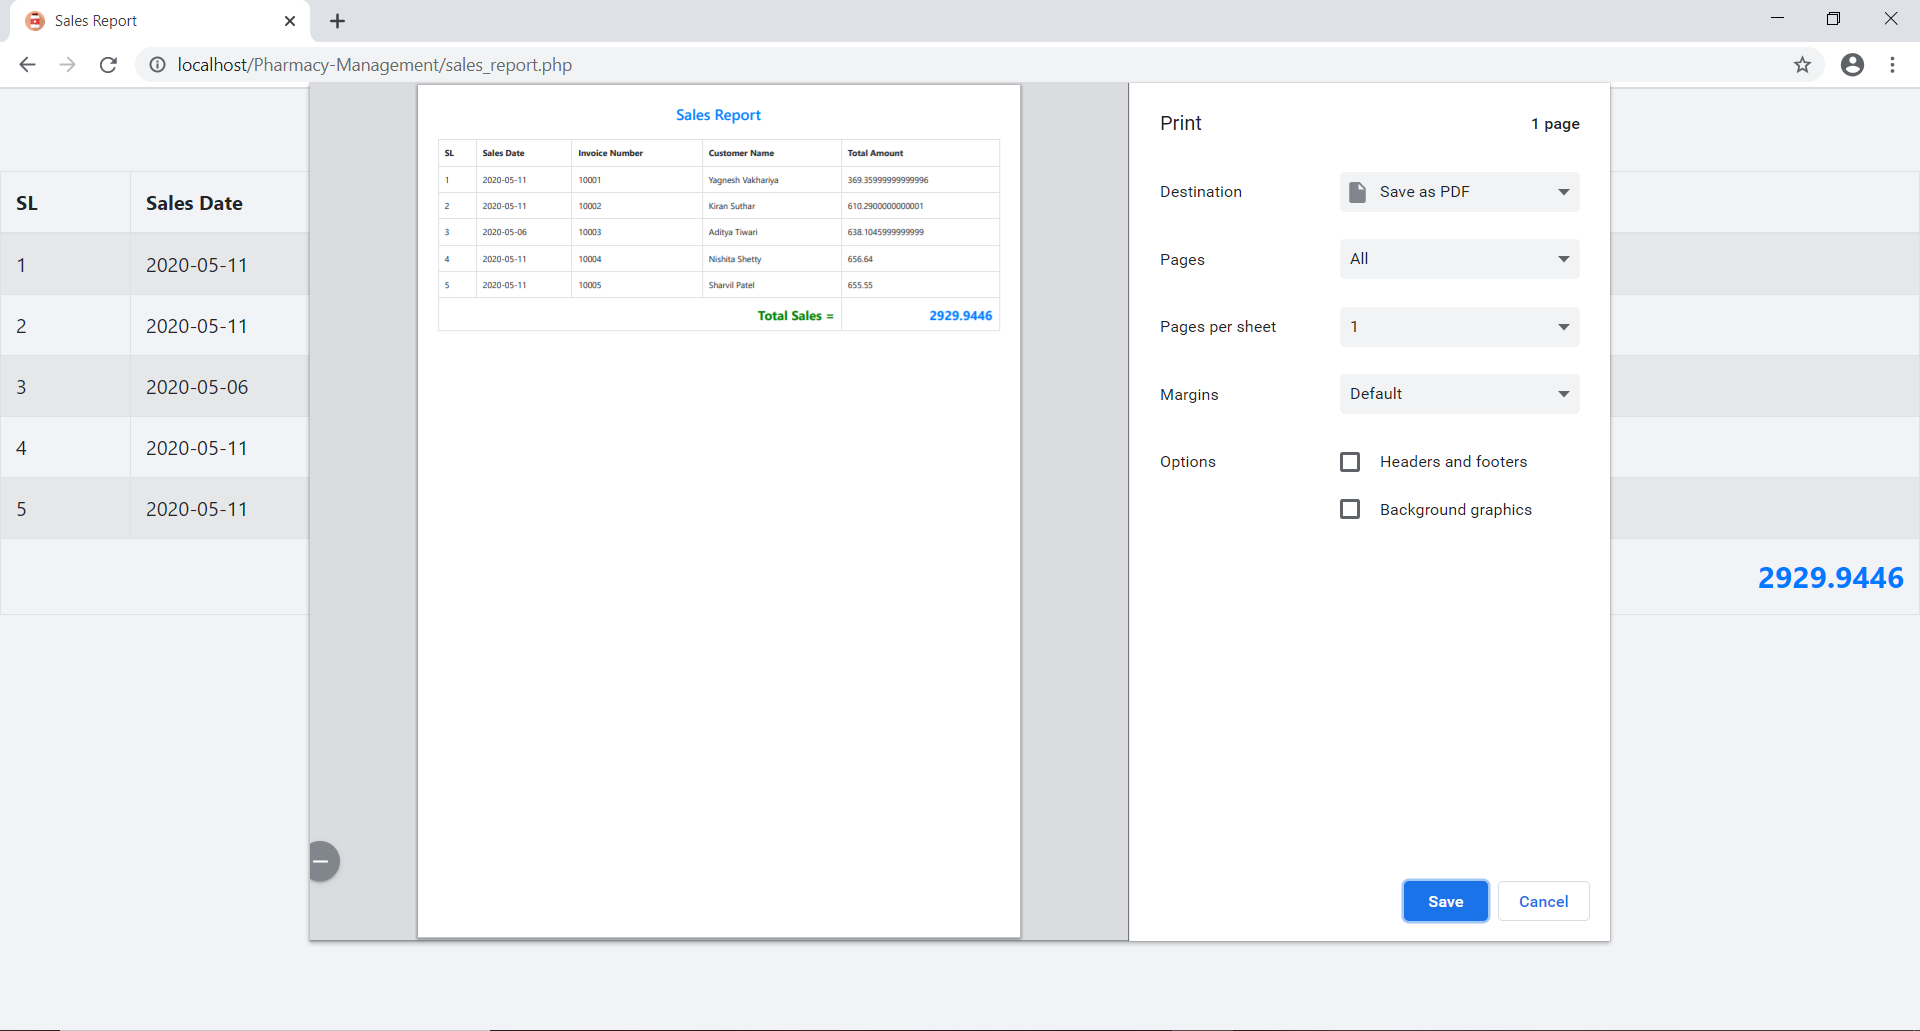 Sales Report
localhost/Pharmacy-Management/sales_report.php
SL Sales Date
1 2020-05-11
2 2020-05-11
3 2020-05-06
4 2020-05-11
5 2020-05-11
2929.9446
Sales Report
SL Sales Date Invoice Number Customer Name Total Amount
1 2020-05-11 10001 Yagnesh Vakhariya 369.35999999999996
2 2020-05-11 10002 Kiran Suthar 610.2900000000001
3 2020-05-06 10003 Aditya Tiwari 638.1045999999999
4 2020-05-11 10004 Nishita Shetty 656.64
5 2020-05-11 10005 Sharvil Patel 655.55
Total Sales = 2929.9446
Print 1 page
Destination Save as PDF
Pages All
Pages per sheet 1
Margins Default
Options Headers and footers
Background graphics
Save Cancel